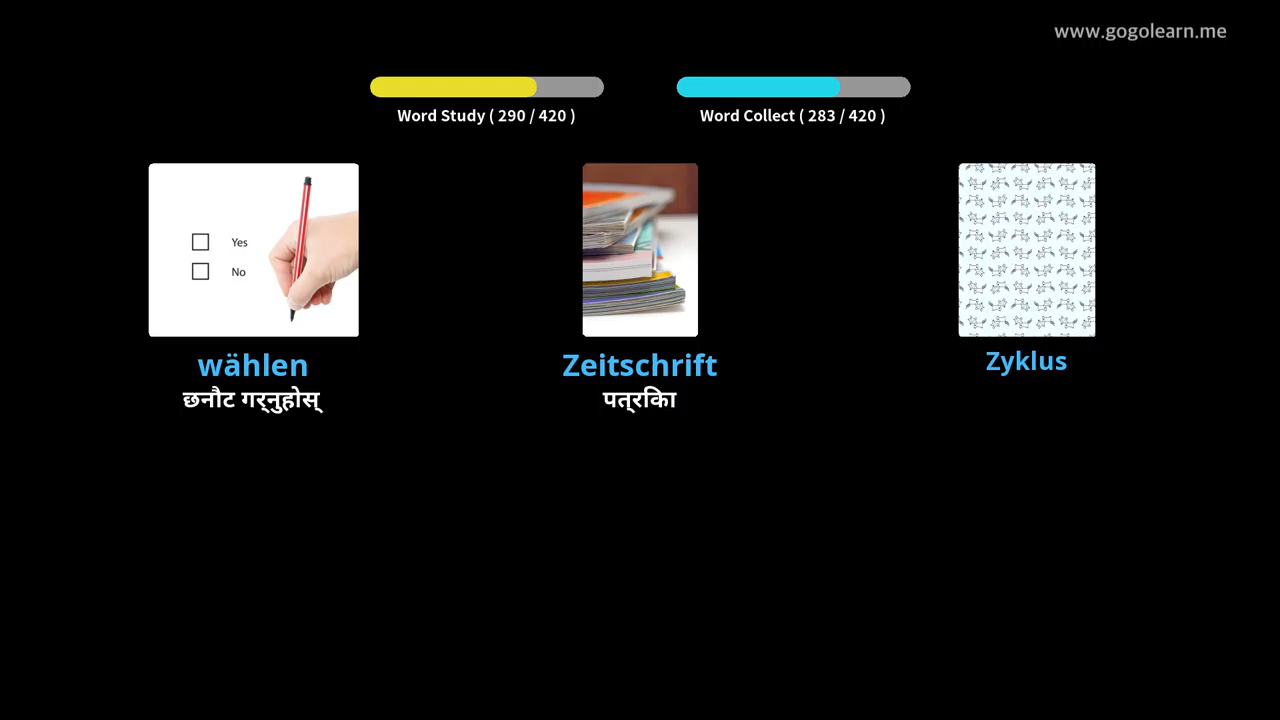 www.gogolearn.me
Word Study ( 290 / 420 )
Word Collect ( 283 / 420 )
Yes
No
wählen
छनौट गर्नुहोस्
Zeitschrift
पत्रिका
Zyklus